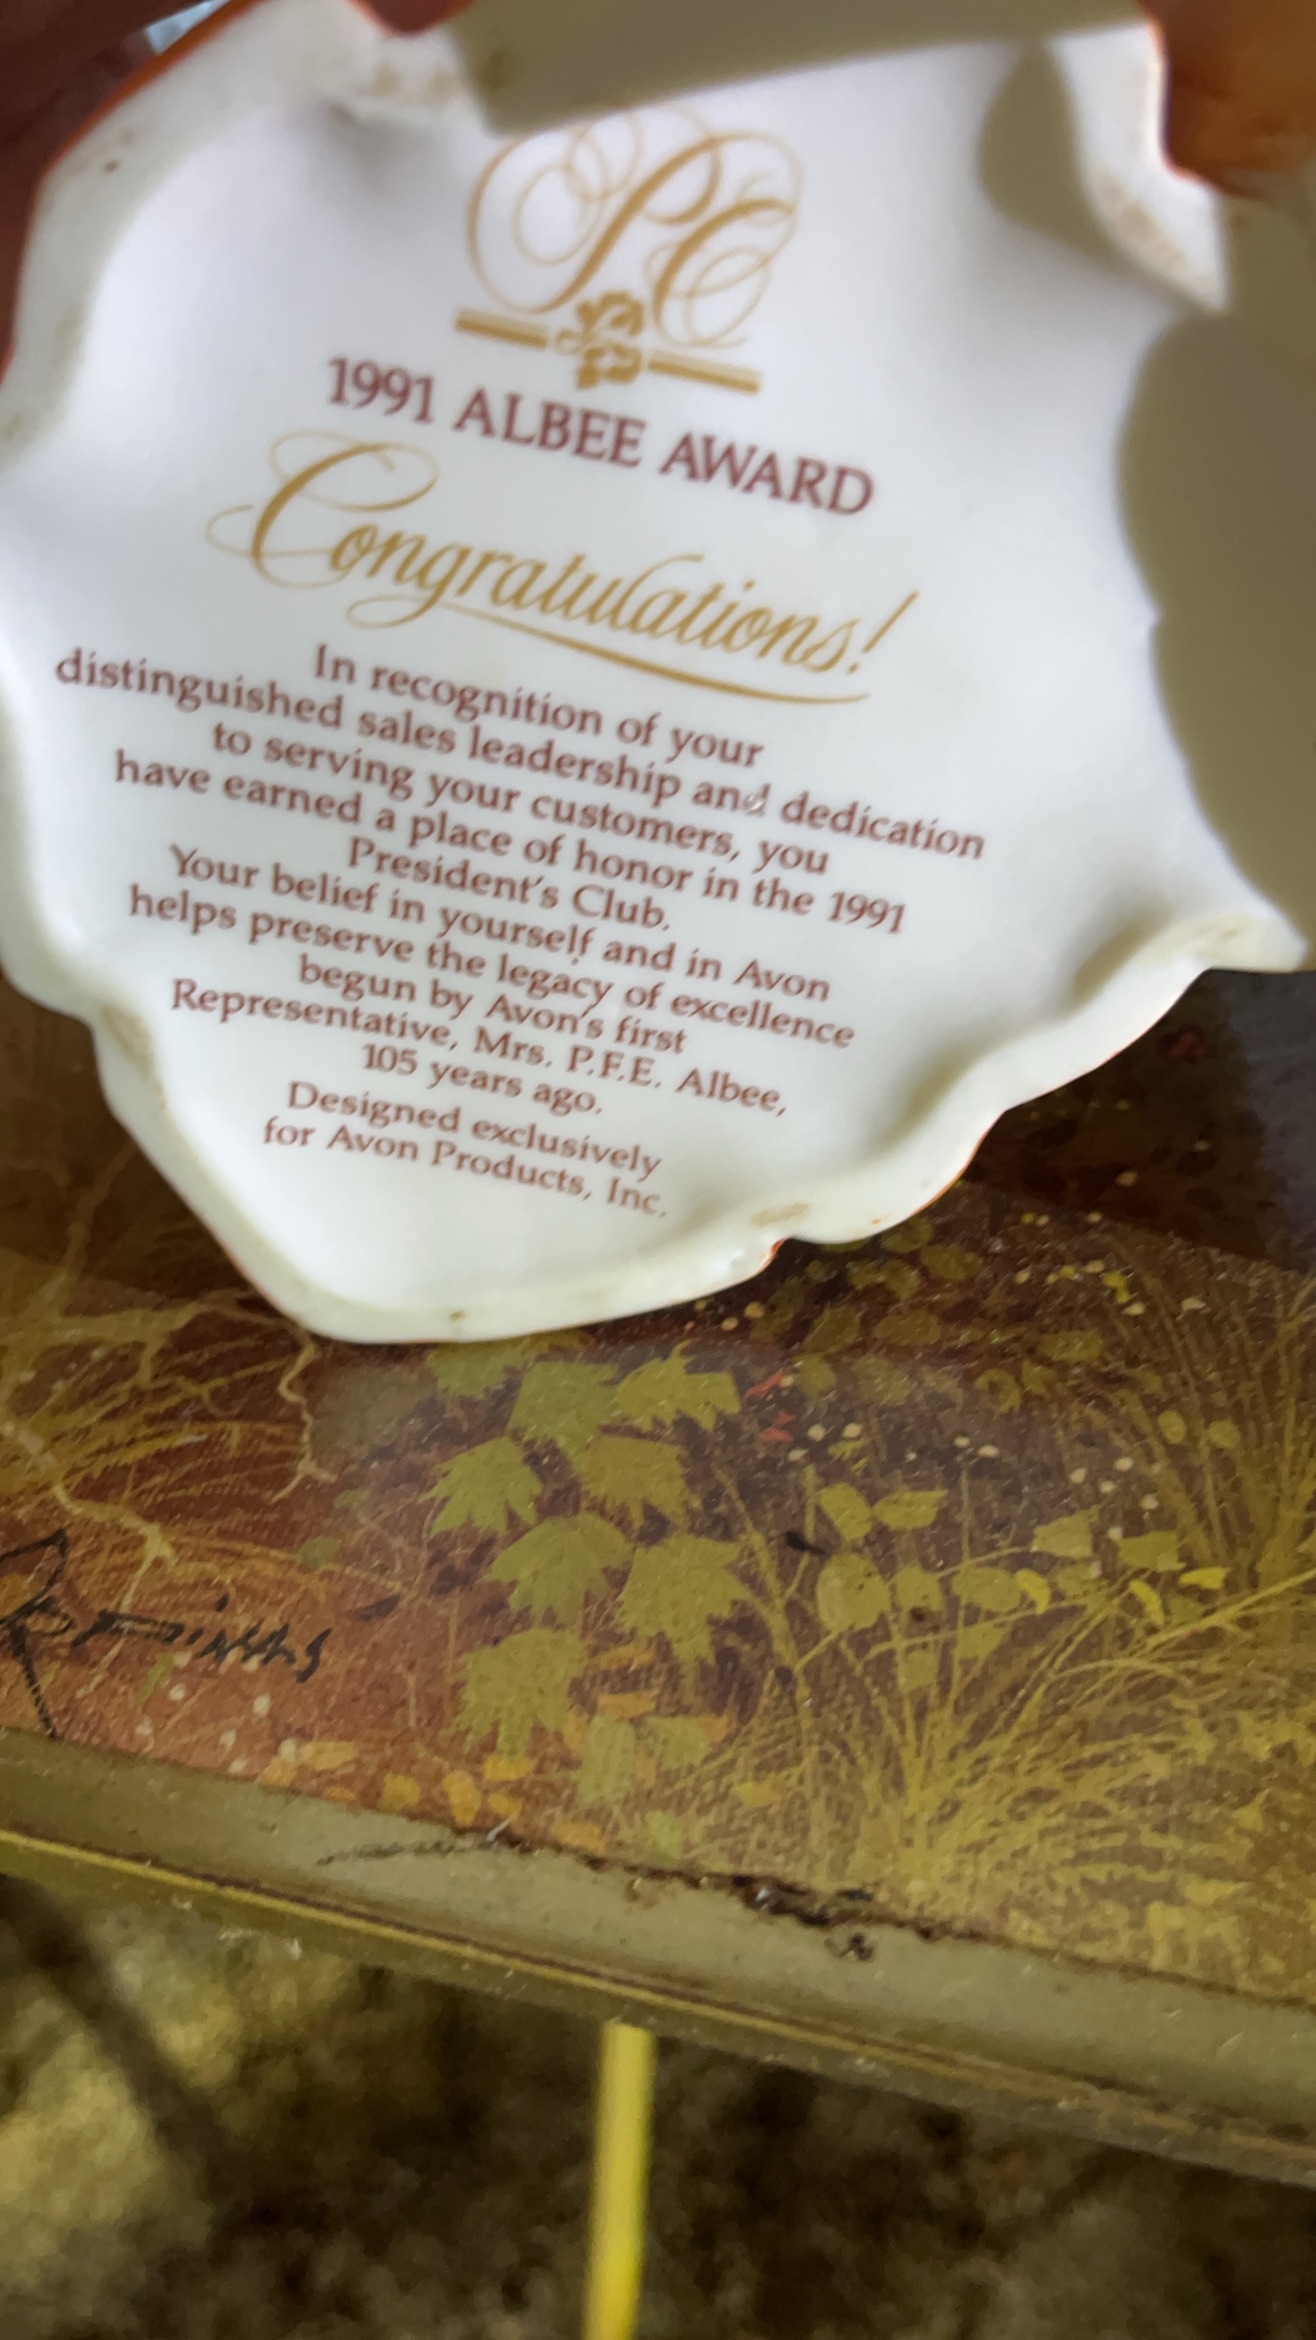 PC
1991 ALBEE AWARD
Congratulations!
In recognition of your
distinguished sales leadership and dedication
to serving your customers, you
have earned a place of honor in the 1991
President's Club.
Your belief in yourself and in Avon
helps preserve the legacy of excellence
begun by Avon's first
Representative, Mrs. P.F.E. Albee,
105 years ago.
Designed exclusively
for Avon Products, Inc.